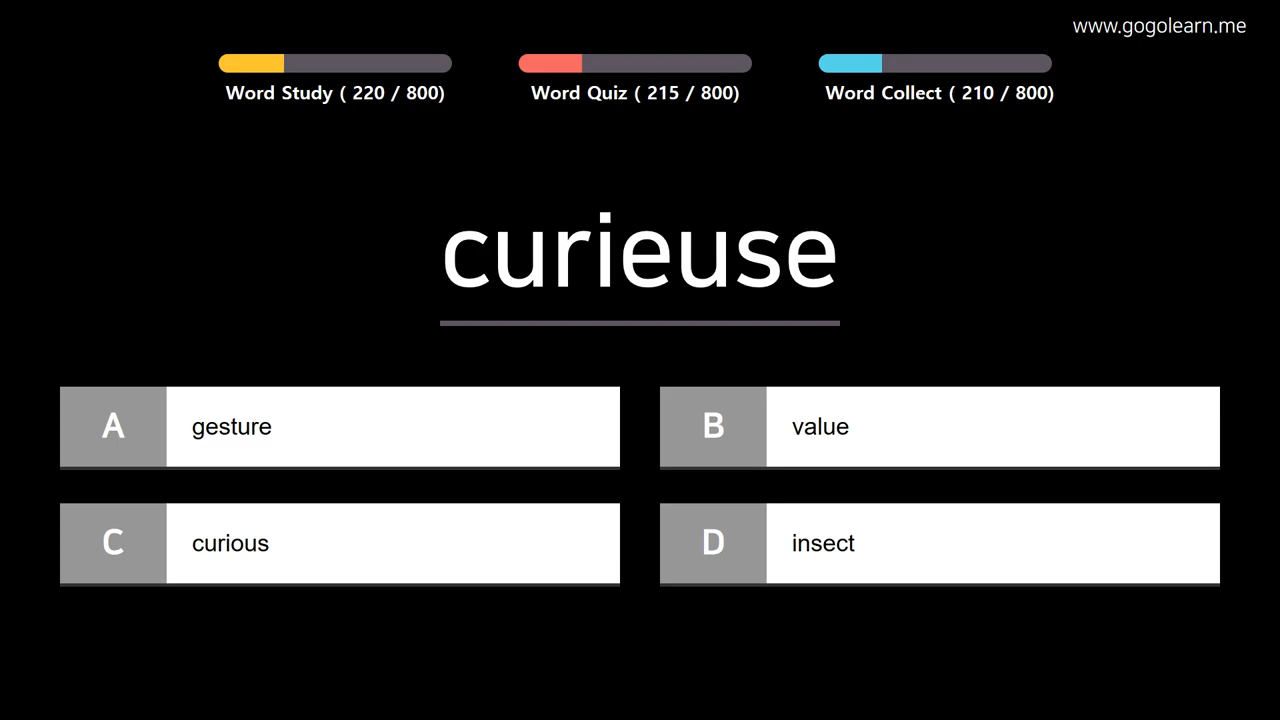 www.gogolearn.me
Word Study ( 220 / 800)
Word Quiz ( 215 / 800)
Word Collect ( 210 / 800)
curieuse
A gesture
B value
C curious
D insect